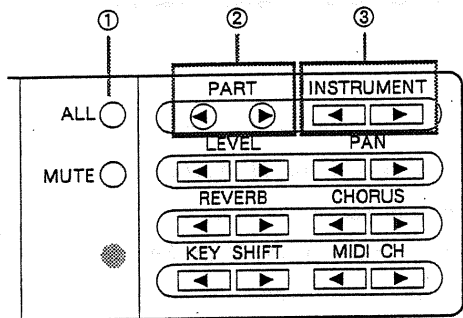 ① ② ③
PART INSTRUMENT
ALL
LEVEL PAN
MUTE
REVERB CHORUS
KEY SHIFT MIDI CH